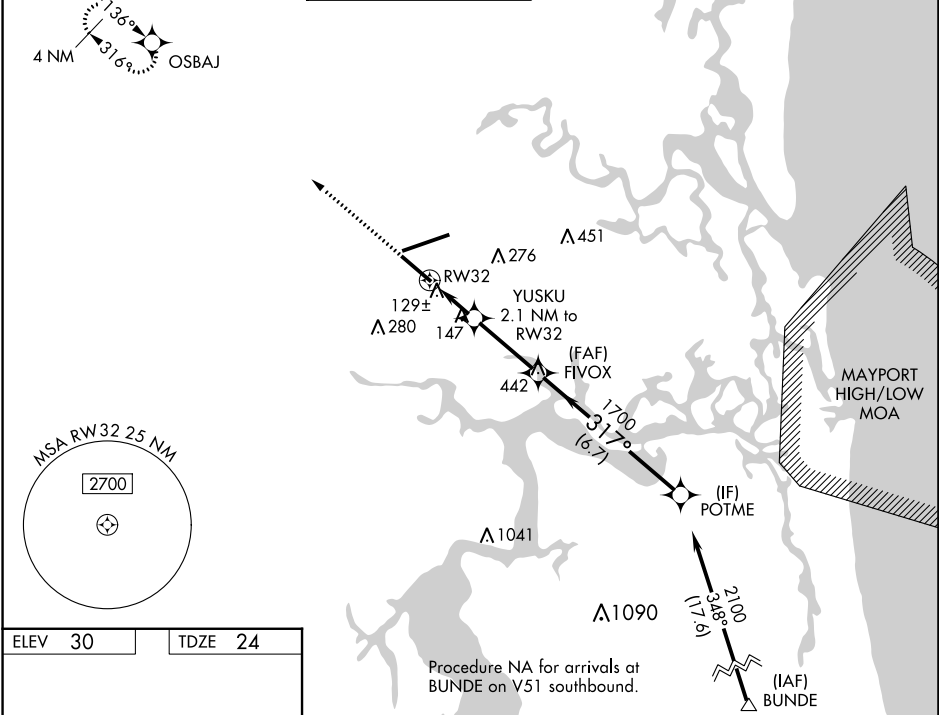 136°
4 NM
316°
OSBAJ
451
276
RW32
129±
YUSKU
2.1 NM to
RW32
280
147
(FAF)
FIVOX
442
MAYPORT
HIGH/LOW
MOA
1700
317°
(6.7)
MSA RW32 25 NM
2700
(IF)
POTME
1041
2100
348°
(17.6)
1090
ELEV 30
TDZE 24
Procedure NA for arrivals at
BUNDE on V51 southbound.
(IAF)
BUNDE